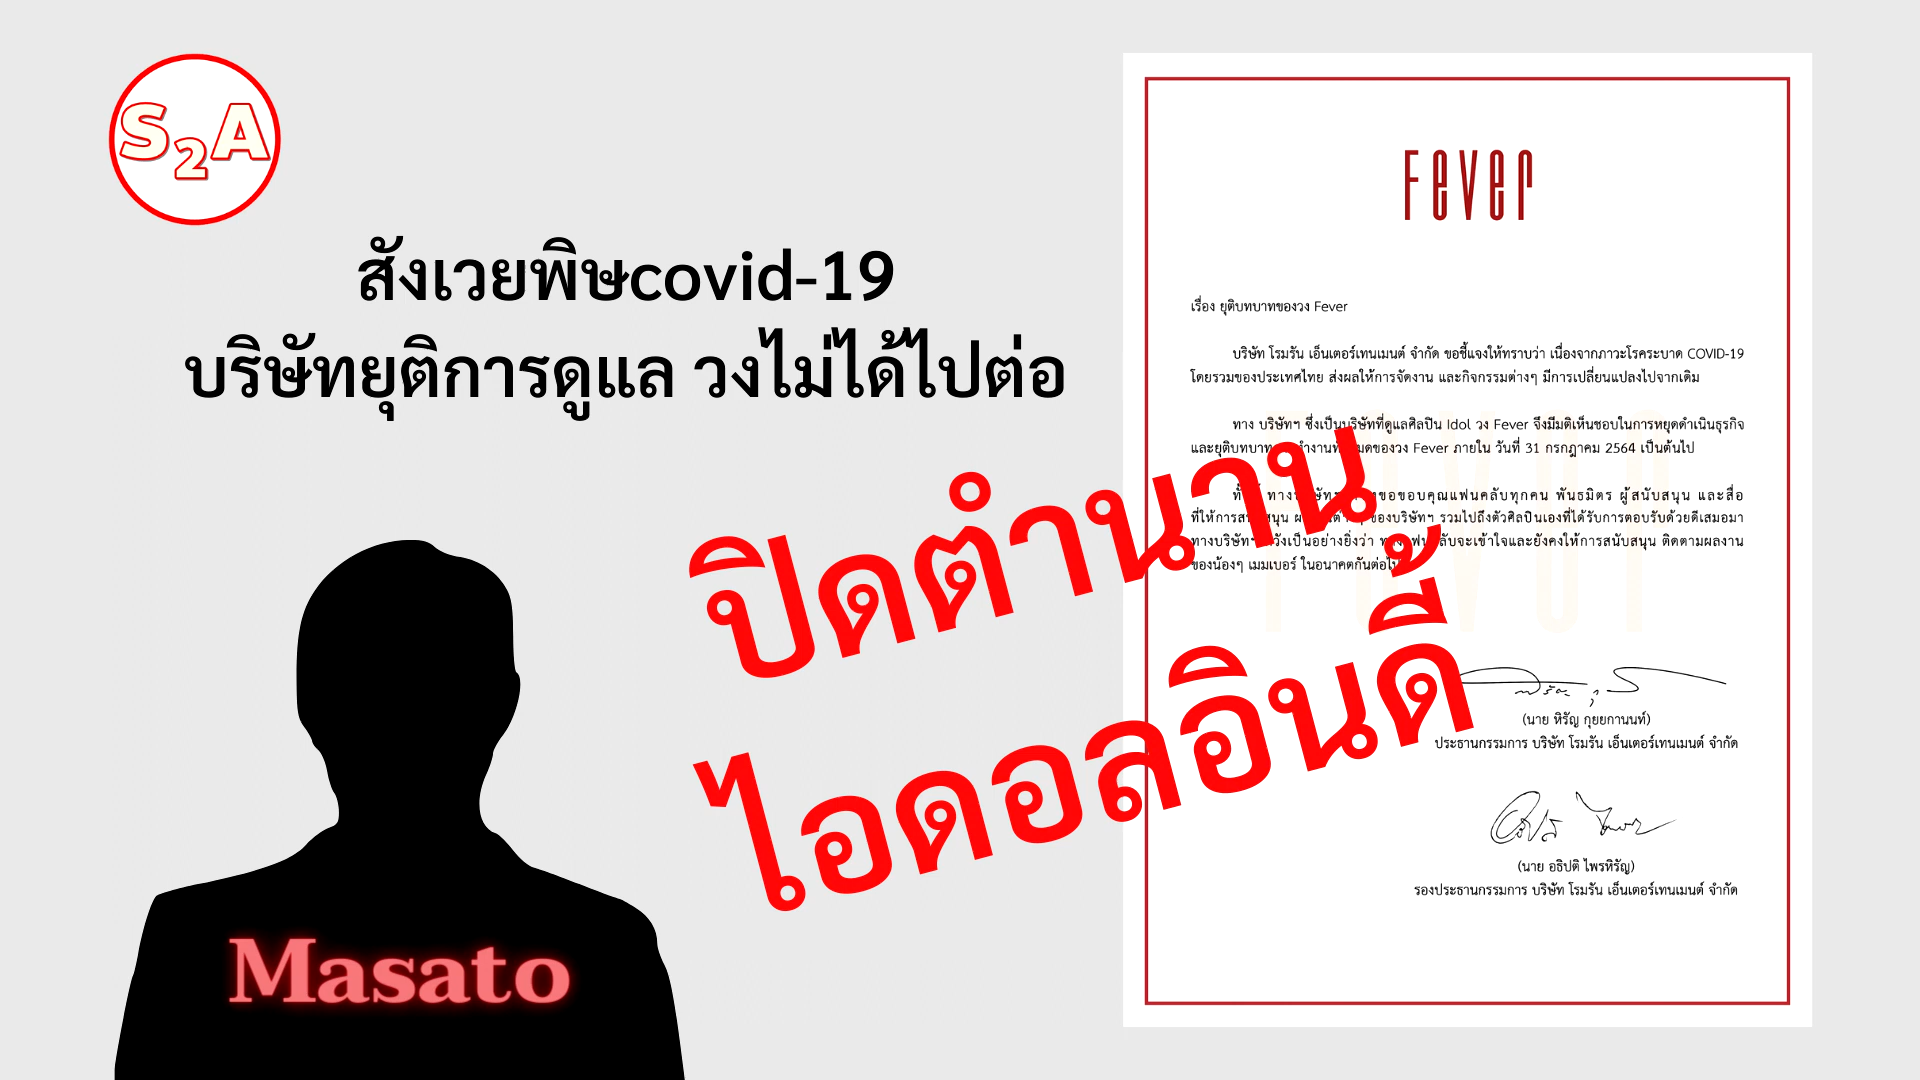 S2A
สังเวยพิษcovid-19
บริษัทยุติการดูแล วงไม่ได้ไปต่อ
ปิดตำนาน
ไอดอลอินดี้
Masato
Fever
เรื่อง ยุติบทบาทของวง Fever
บริษัท โรมรัน เอ็นเตอร์เทนเมนต์ จำกัด ขอชี้แจงให้ทราบว่า เนื่องจากภาวะโรคระบาด COVID-19
โดยรวมของประเทศไทย ส่งผลให้การจัดงาน และกิจกรรมต่างๆ มีการเปลี่ยนแปลงไปจากเดิม
ทาง บริษัทฯ ซึ่งเป็นบริษัทที่ดูแลศิลปิน Idol วง Fever จึงมีมติเห็นชอบในการหยุดดำเนินธุรกิจ
และยุติบทบาท ของวง Fever ภายใน วันที่ 31 กรกฎาคม 2564 เป็นต้นไป
ขอขอบคุณแฟนคลับทุกคน พันธมิตร ผู้สนับสนุน และสื่อ
ที่ให้การ ของบริษัทฯ รวมไปถึงตัวศิลปินเองที่ได้รับการตอบรับด้วยดีเสมอมา
ทางบริษัทฯ เป็นอย่างยิ่งว่า จะเข้าใจและยังคงให้การสนับสนุน ติดตามผลงาน
ของน้องๆ เมมเบอร์ ในอนาคตกันต่อ
(นาย หิรัญ กุยยกานนท์)
ประธานกรรมการ บริษัท โรมรัน เอ็นเตอร์เทนเมนต์ จำกัด
(นาย อธิปติ ไพรหิรัญ)
รองประธานกรรมการ บริษัท โรมรัน เอ็นเตอร์เทนเมนต์ จำกัด